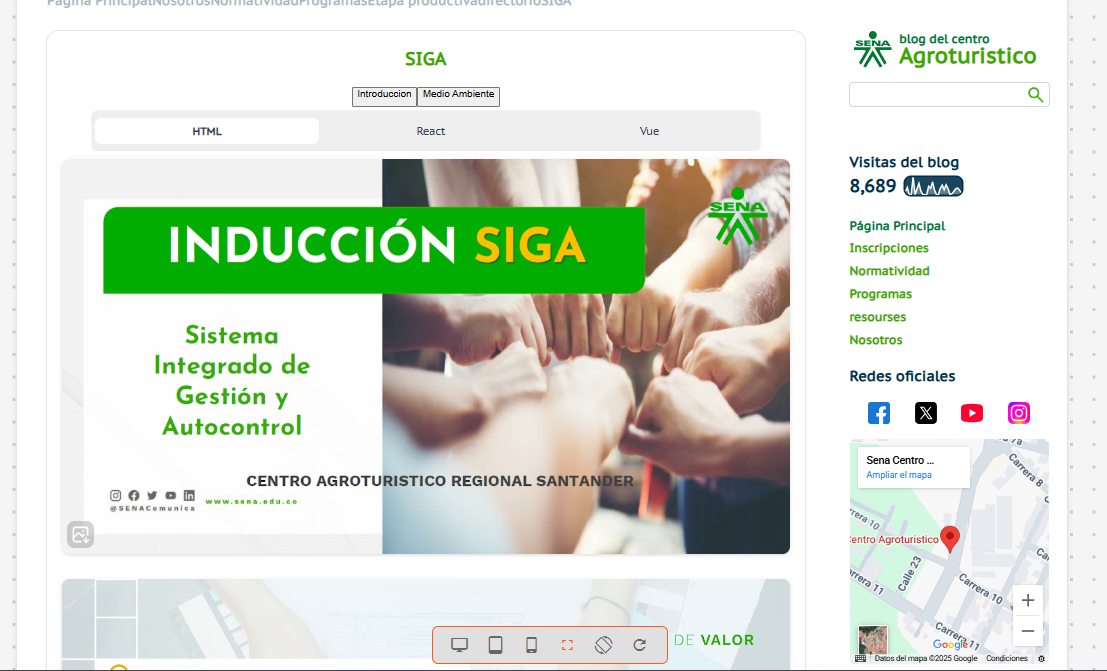 Página PrincipalNosotrosNormatividadProgramasEtapa productivadirectorioSIGA
SIGA
Introduccion Medio Ambiente
HTML React Vue
INDUCCIÓN SIGA
SENA
Sistema
Integrado de
Gestión y
Autocontrol
CENTRO AGROTURISTICO REGIONAL SANTANDER
@SENAComunica
www.sena.edu.co
DE VALOR
SENA
blog del centro
Agroturistico
Visitas del blog
8,689
Página Principal
Inscripciones
Normatividad
Programas
resourses
Nosotros
Redes oficiales
Sena Centro ...
Ampliar el mapa
Carrera 8
rrera 10
entro Agroturistico
Calle 23
rrera 11
Carrera 10
Carrera 11
Google
Datos del mapa ©2025 Google Condiciones